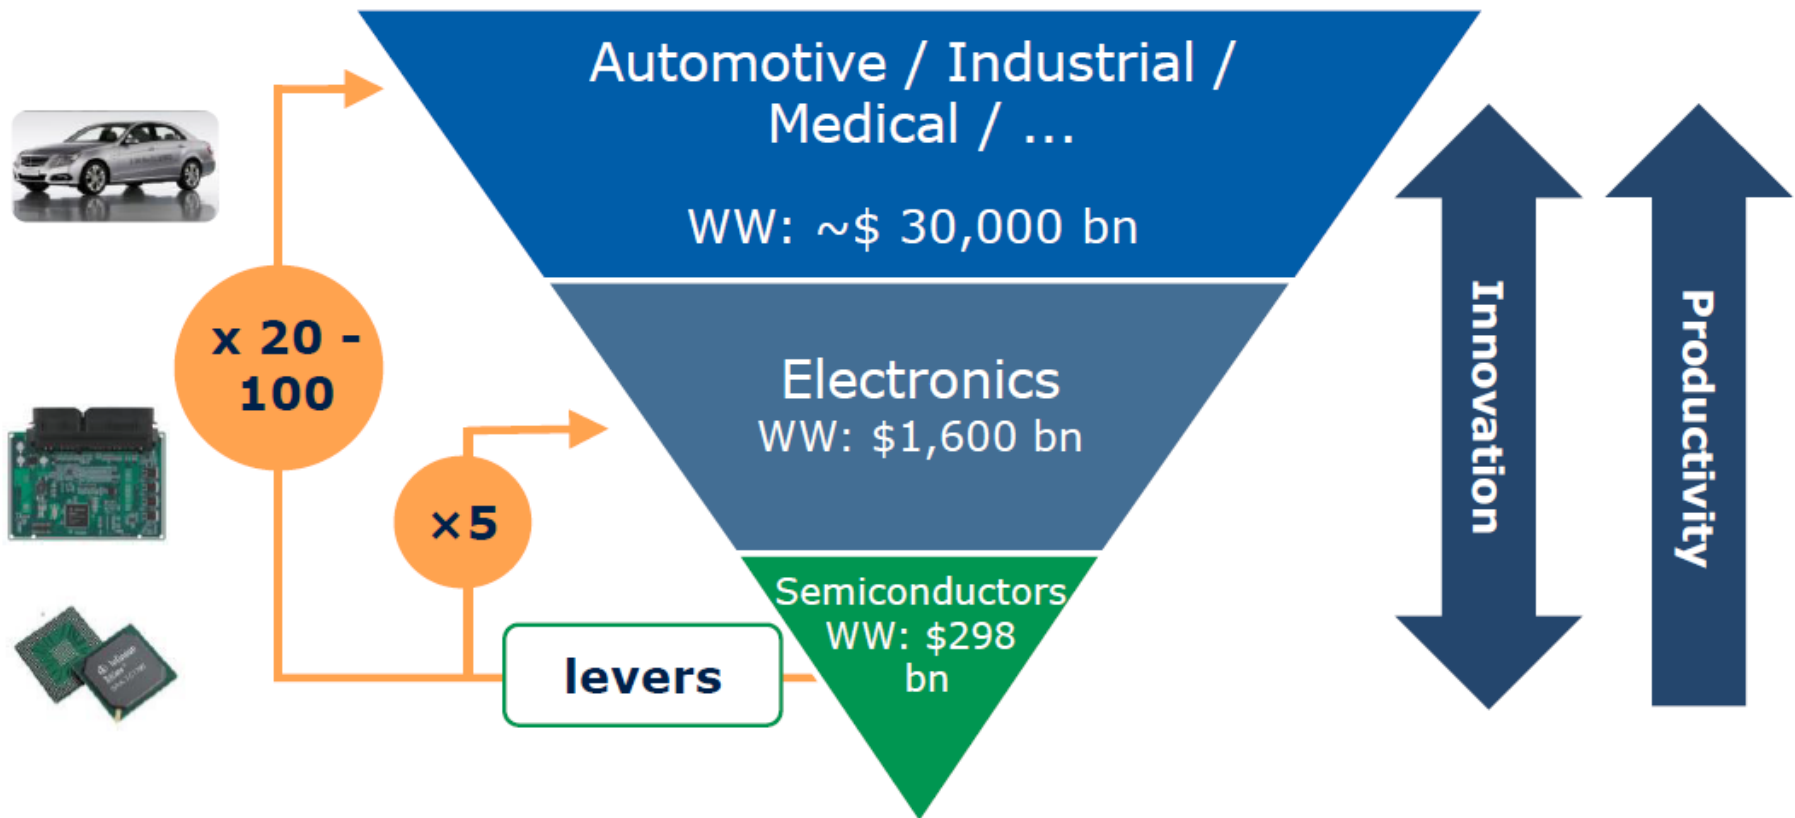 Automotive / Industrial /
Medical / ...
WW: ~$ 30,000 bn
x 20 -
100
Electronics
WW: $1,600 bn
×5
Semiconductors
WW: $298
bn
levers
Innovation
Productivity